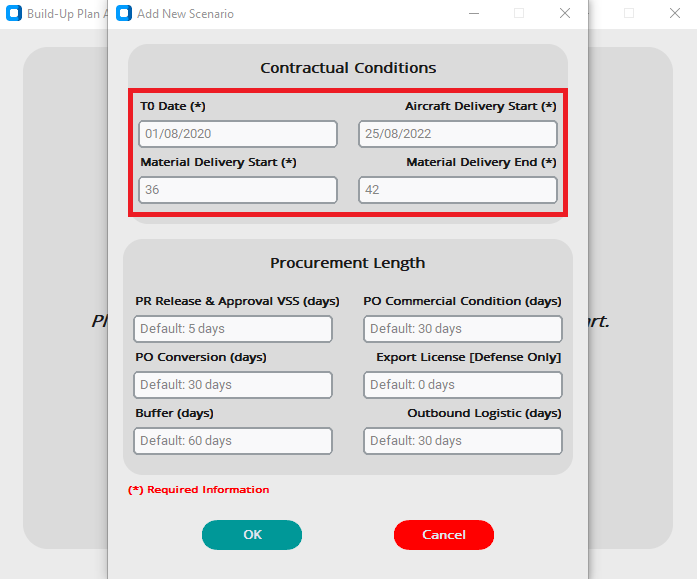 Build-Up Plan A
Add New Scenario
Contractual Conditions
T0 Date (*)
Aircraft Delivery Start (*)
01/08/2020
25/08/2022
Material Delivery Start (*)
Material Delivery End (*)
36
42
Procurement Length
PR Release & Approval VSS (days)
PO Commercial Condition (days)
Default: 5 days
Default: 30 days
PO Conversion (days)
Export License [Defense Only]
Default: 30 days
Default: 0 days
Buffer (days)
Outbound Logistic (days)
Default: 60 days
Default: 30 days
(*) Required Information
OK
Cancel